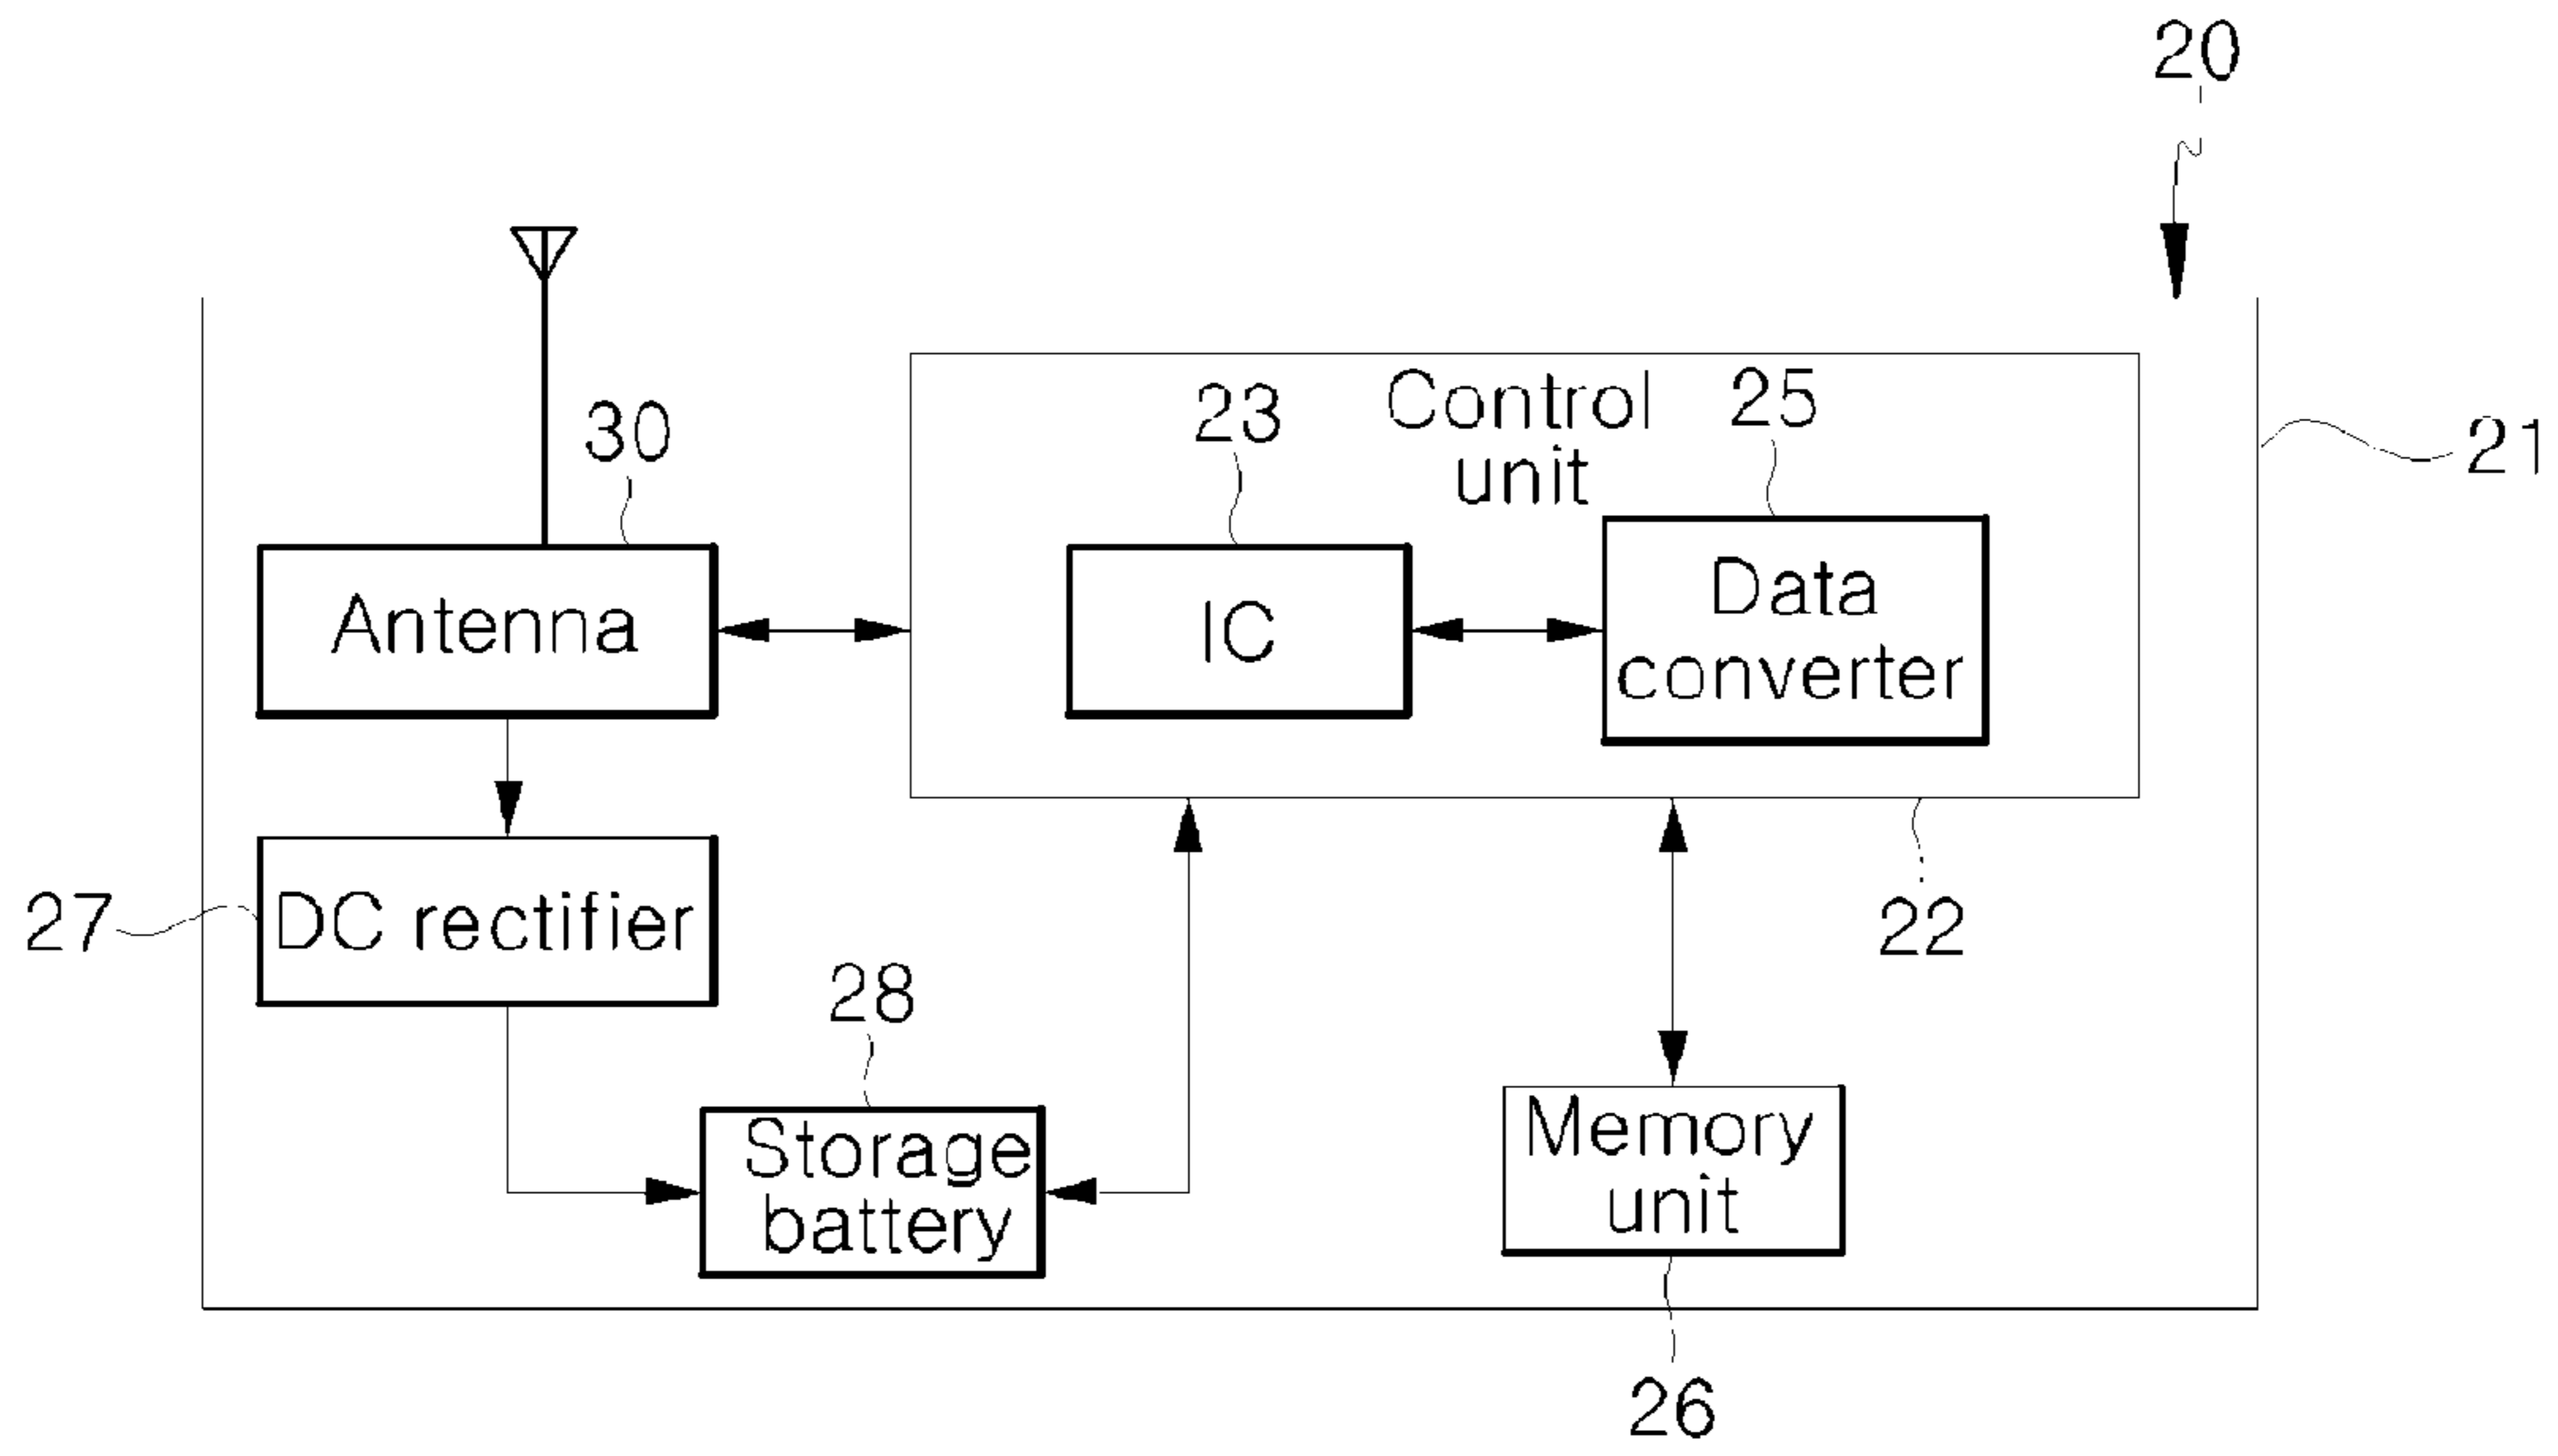 20
30
Antenna
23
Control
unit
25
21
IC
Data
converter
27
DC rectifier
22
28
Storage
battery
Memory
unit
26